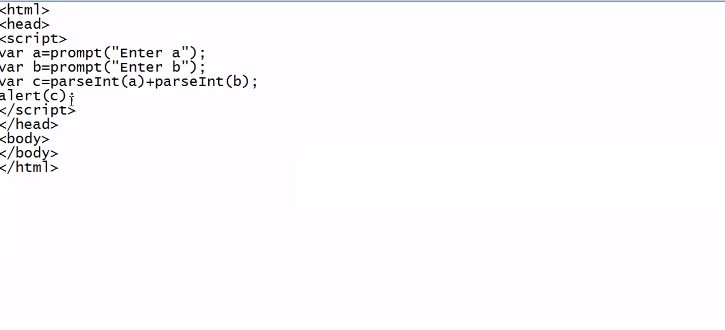 <html>
<head>
<script>
var a=prompt("Enter a");
var b=prompt("Enter b");
var c=parseInt(a)+parseInt(b);
alert(c);
</script>
</head>
<body>
</body>
</html>